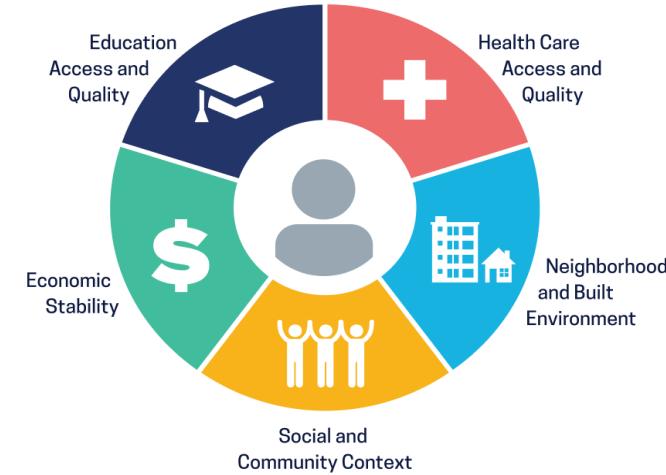 Education
Access and
Quality
Health Care
Access and
Quality
Economic
Stability
Neighborhood
and Built
Environment
Social and
Community Context